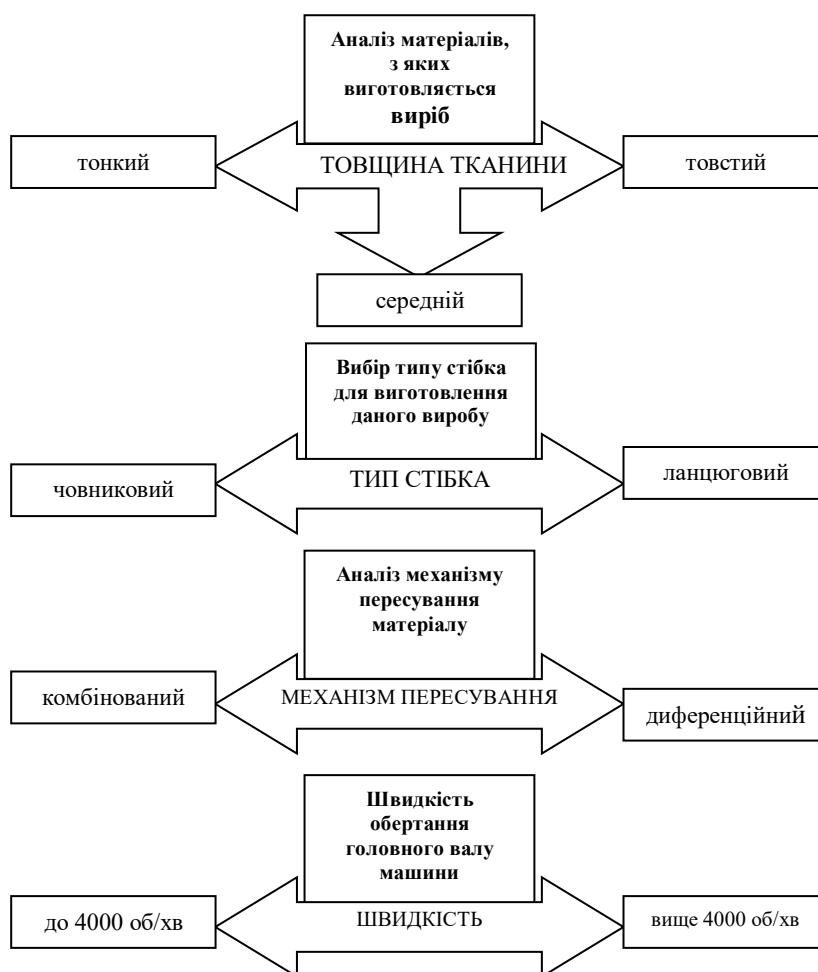 Аналіз матеріалів,
з яких
виготовляється
виріб
тонкий
ТОВЩИНА ТКАНИНИ
товстий
середній
Вибір типу стібка
для виготовлення
даного виробу
човниковий
ТИП СТІБКА
ланцюговий
Аналіз механізму
пересування
матеріалу
комбінований
МЕХАНІЗМ ПЕРЕСУВАННЯ
диференційний
Швидкість
обертання
головного валу
машини
до 4000 об/хв
ШВИДКІСТЬ
вище 4000 об/хв